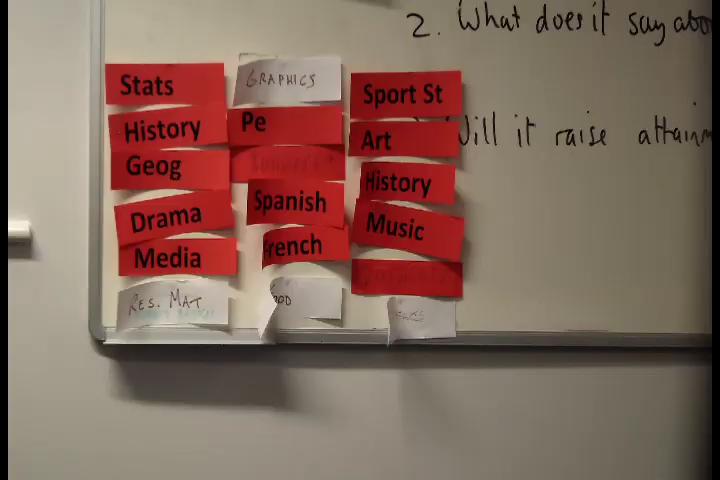 2. What does it say abo
Will it raise attainm
Stats
History
Geog
Drama
Media
RES. MAT
GRAPHICS
Pe
Spanish
French
Sport St
Art
History
Music